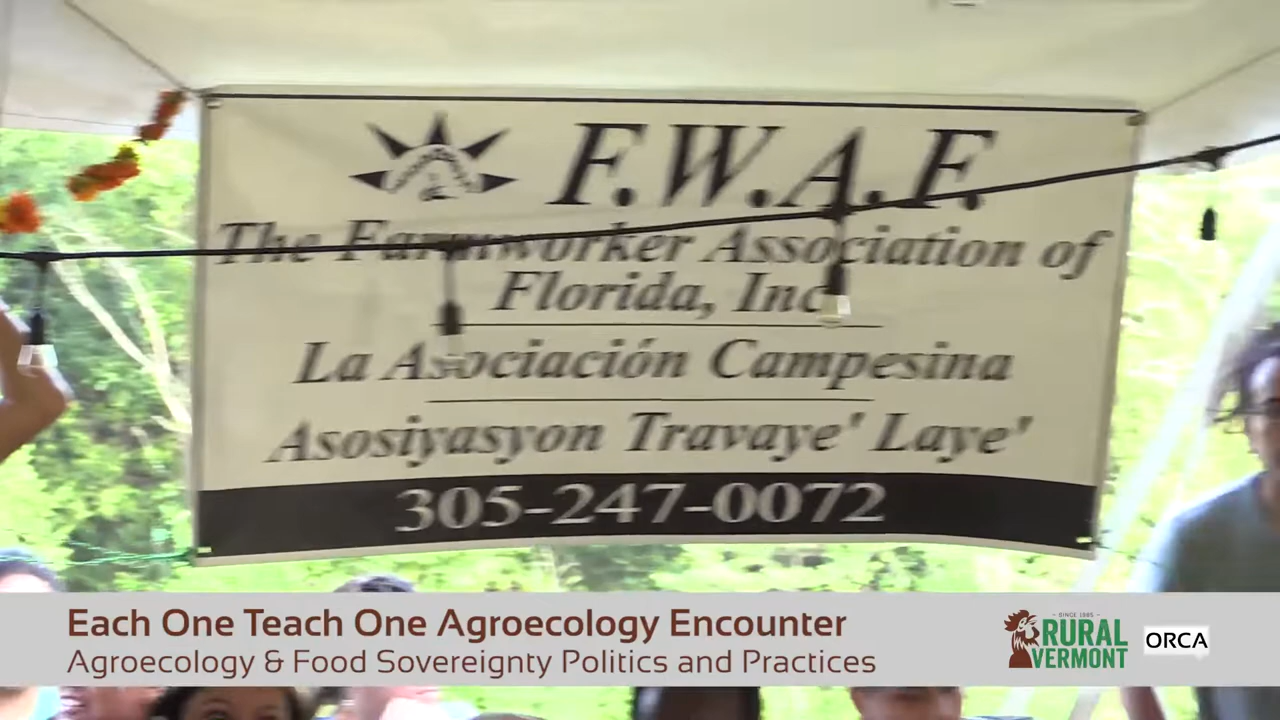 F.W.A.F.
The Farmworker Association of
Florida, Inc
La Asociación Campesina
Asosiyasyon Travaye' Laye'
305-247-0072
Each One Teach One Agroecology Encounter
Agroecology & Food Sovereignty Politics and Practices
- SINCE 1985 -
RURAL
VERMONT
ORCA